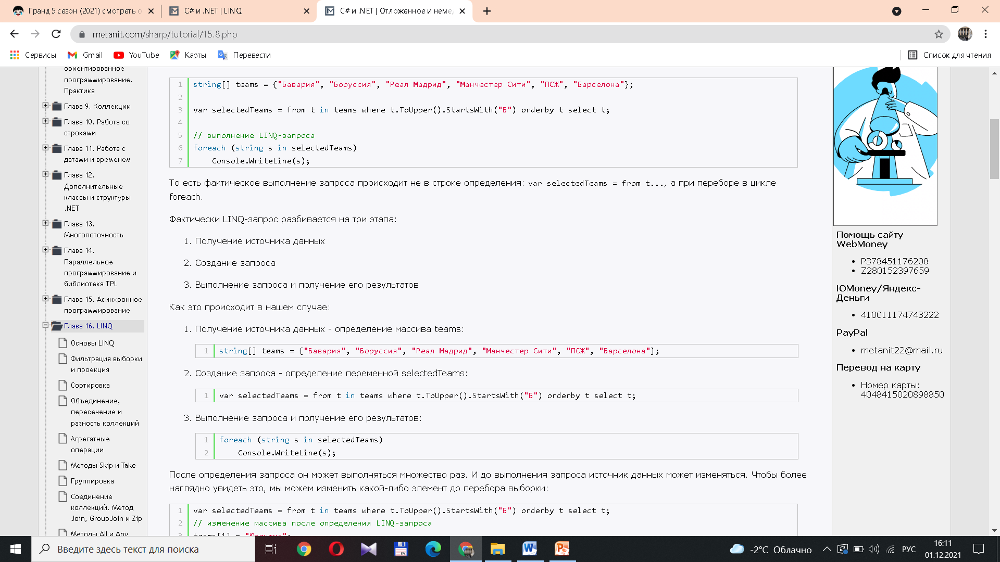 Гранд 5 сезон (2021) смотреть о
C# и .NET | LINQ
C# и .NET | Отложенное и неме
metanit.com/sharp/tutorial/15.8.php
Сервисы
Gmail
YouTube
Карты
Перевести
Список для чтения
ориентированное
программирование.
Практика
Глава 9. Коллекции
Глава 10. Работа со
строками
Глава 11. Работа с
датами и временем
Глава 12.
Дополнительные
классы и структуры
.NET
Глава 13.
Многопоточность
Глава 14.
Параллельное
программирование и
библиотека TPL
Глава 15. Асинхронное
программирование
Глава 16. LINQ
Основы LINQ
Фильтрация выборки
и проекция
Сортировка
Объединение,
пересечение и
разность коллекций
Агрегатные
операции
Методы Skip и Take
Группировка
Соединение
коллекций. Метод
Join, GroupJoin и Zip
Методы All и Any
1 string[] teams = {"Бавария", "Боруссия", "Реал Мадрид", "Манчестер Сити", "ПСЖ", "Барселона"};
2
3 var selectedTeams = from t in teams where t.ToUpper().StartsWith("Б") orderby t select t;
4
5 // выполнение LINQ-запроса
6 foreach (string s in selectedTeams)
7 Console.WriteLine(s);
То есть фактическое выполнение запроса происходит не в строке определения: var selectedTeams = from t..., а при переборе в цикле
foreach.
Фактически LINQ-запрос разбивается на три этапа:
1. Получение источника данных
2. Создание запроса
3. Выполнение запроса и получение его результатов
Как это происходит в нашем случае:
1. Получение источника данных - определение массива teams:
1 string[] teams = {"Бавария", "Боруссия", "Реал Мадрид", "Манчестер Сити", "ПСЖ", "Барселона"};
2. Создание запроса - определение переменной selectedTeams:
1 var selectedTeams = from t in teams where t.ToUpper().StartsWith("Б") orderby t select t;
3. Выполнение запроса и получение его результатов:
1 foreach (string s in selectedTeams)
2 Console.WriteLine(s);
После определения запроса он может выполняться множество раз. И до выполнения запроса источник данных может изменяться. Чтобы более
наглядно увидеть это, мы можем изменить какой-либо элемент до перебора выборки:
1 var selectedTeams = from t in teams where t.ToUpper().StartsWith("Б") orderby t select t;
2 // изменение массива после определения LINQ-запроса
3 teams[1] = "Ювентус";
Помощь сайту
WebMoney
• P378451176208
• Z280152397659
ЮMoney/Яндекс-
Деньги
• 410011174743222
PayPal
• metanit22@mail.ru
Перевод на карту
• Номер карты:
4048415020898850
Введите здесь текст для поиска
-2°C Облачно
РУС
16:11
01.12.2021